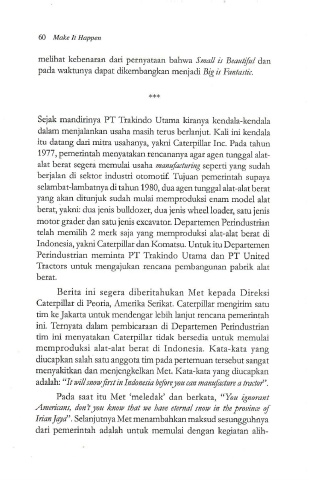 60 Make It Happen
melihat kebenaran dari pernyataan bahwa Small is Beautiful dan
pada waktunya dapat dikembangkan menjadi Big is Fantastic.
***
Sejak mandirinya PT Trakindo Utama kiranya kendala-kendala
dalam menjalankan usaha masih terus berlanjut. Kali ini kendala
itu datang dari mitra usahanya, yakni Caterpillar Inc. Pada tahun
1977, pemerintah menyatakan rencananya agar agen tunggal alat-
alat berat segera memulai usaha manufacturing seperti yang sudah
berjalan di sektor industri otomotif. Tujuan pemerintah supaya
selambat-lambatnya di tahun 1980, dua agen tunggal alat-alat berat
yang akan ditunjuk sudah mulai memproduksi enam model alat
berat, yakni: dua jenis bulldozer, dua jenis wheel loader, satu jenis
motor grader dan satu jenis excavator. Departemen Perindustrian
telah memilih 2 merk saja yang memproduksi alat-alat berat di
Indonesia, yakni Caterpillar dan Komatsu. Untuk itu Departemen
Perindustrian meminta PT Trakindo Utama dan PT United
Tractors untuk mengajukan rencana pembangunan pabrik alat
berat.
Berita ini segera diberitahukan Met kepada Direksi
Caterpillar di Peoria, Amerika Serikat. Caterpillar mengirim satu
tim ke Jakarta untuk mendengar lebih lanjut rencana pemerintah
ini. Ternyata dalam pembicaraan di Departemen Perindustrian
tim ini menyatakan Caterpillar tidak bersedia untuk memulai
memproduksi alat-alat berat di Indonesia. Kata-kata yang
diucapkan salah satu anggota tim pada pertemuan tersebut sangat
menyakitkan dan menjengkelkan Met. Kata-kata yang diucapkan
adalah: "It will snow first in Indonesia before you can manufacture a tractor".
Pada saat itu Met 'meledak' dan berkata, "You ignorant
Americans, don't you know that we have eternal snow in the province of
Irian Jaya". Selanjutnya Met menambahkan maksud sesungguhnya
dari pemerintah adalah untuk memulai dengan kegiatan alih-